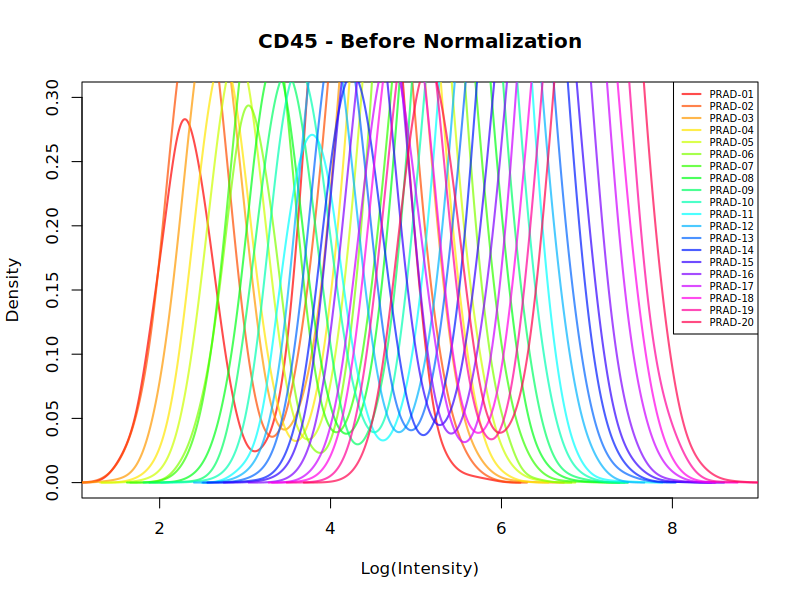 CD45 - Before Normalization
Density
0.00
0.05
0.10
0.15
0.20
0.25
0.30
PRAD-01
PRAD-02
PRAD-03
PRAD-04
PRAD-05
PRAD-06
PRAD-07
PRAD-08
PRAD-09
PRAD-10
PRAD-11
PRAD-12
PRAD-13
PRAD-14
PRAD-15
PRAD-16
PRAD-17
PRAD-18
PRAD-19
PRAD-20
2 4 6 8
Log(Intensity)